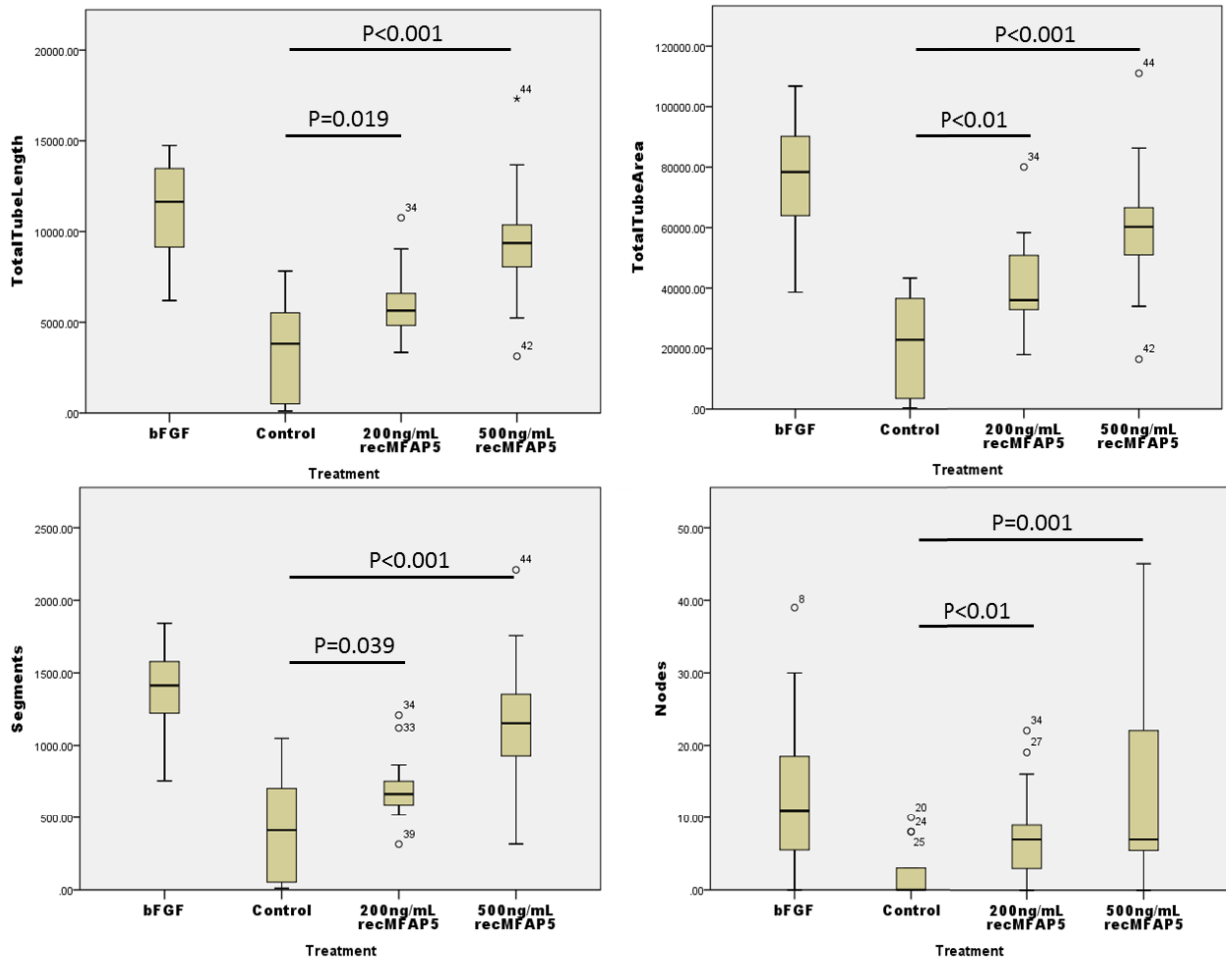 TotalTubeLength
20000.00
15000.00
10000.00
5000.00
.00
P<0.001
P=0.019
44
34
42
bFGF
Control
200ng/mL
recMFAP5
500ng/mL
recMFAP5
Treatment
TotalTubeArea
120000.00
100000.00
80000.00
60000.00
40000.00
20000.00
.00
P<0.001
P<0.01
44
34
42
bFGF
Control
200ng/mL
recMFAP5
500ng/mL
recMFAP5
Treatment
Segments
2500.00
2000.00
1500.00
1000.00
500.00
.00
P<0.001
P=0.039
44
34
33
39
bFGF
Control
200ng/mL
recMFAP5
500ng/mL
recMFAP5
Treatment
Nodes
50.00
40.00
30.00
20.00
10.00
.00
P=0.001
P<0.01
8
34
27
20
24
25
bFGF
Control
200ng/mL
recMFAP5
500ng/mL
recMFAP5
Treatment